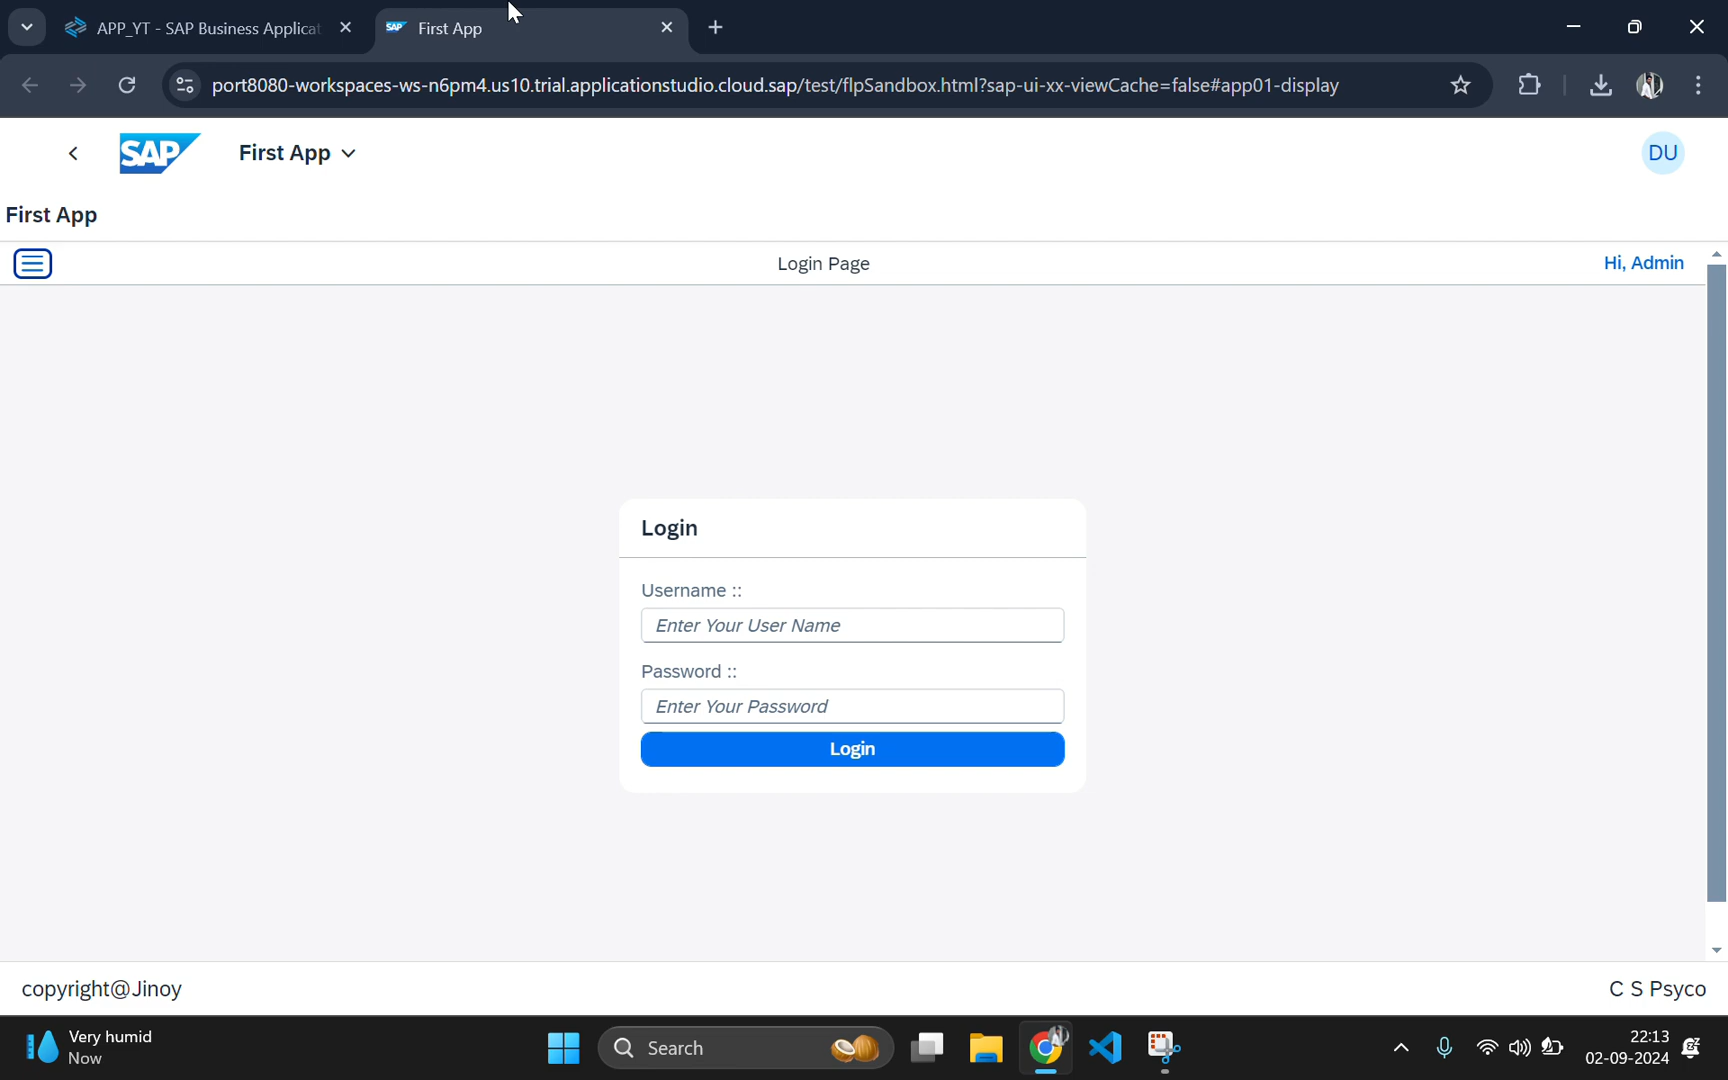 APP_YT - SAP Business Applicat
First App
port8080-workspaces-ws-n6pm4.us10.trial.applicationstudio.cloud.sap/test/flpSandbox.html?sap-ui-xx-viewCache=false#app01-display
SAP First App DU
First App
Login Page Hi, Admin
Login
Username ::
Enter Your User Name
Password ::
Enter Your Password
Login
copyright@Jinoy C S Psyco
Very humid
Now
Search
22:13
02-09-2024